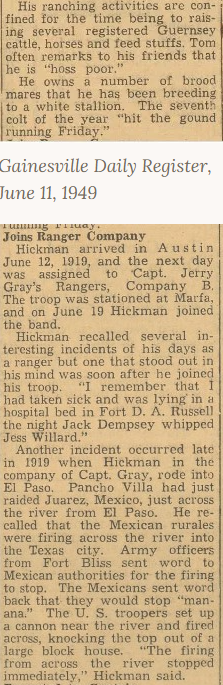 His ranching activities are con-
fined for the time being to rais-
ing several registered Guernsey
cattle, horses and feed stuffs. Tom
often remarks to his friends that
he is "hoss poor."
He owns a number of brood
mares that he has been breeding
to a white stallion. The seventh
colt of the year "hit the gound
running Friday."
Gainesville Daily Register,
June 11, 1949
running Friday."
Joins Ranger Company
Hickman arrived in Austin
June 12, 1919, and the next day
was assigned to Capt. Jerry
Gray's Rangers, Company B.
The troop was stationed at Marfa,
and on June 19 Hickman joined
the band.
Hickman recalled several in-
teresting incidents of his days as
a ranger but one that stood out in
his mind was soon after he joined
his troop. "I remember that I
had taken sick and was lying in a
hospital bed in Fort D. A. Russell
the night Jack Dempsey whipped
Jess Willard."
Another incident occurred late
in 1919 when Hickman in the
company of Capt. Gray, rode into
El Paso. Pancho Villa had just
raided Juarez, Mexico, just across
the river from El Paso. He re-
called that the Mexican rurales
were firing across the river into
the Texas city. Army officers
from Fort Bliss sent word to
Mexican authorities for the firing
to stop. The Mexicans sent word
back that they would stop "man-
ana." The U. S. troopers set up
a cannon near the river and fired
across, knocking the top out of a
large block house. "The firing
from across the river stopped
immediately," Hickman said.